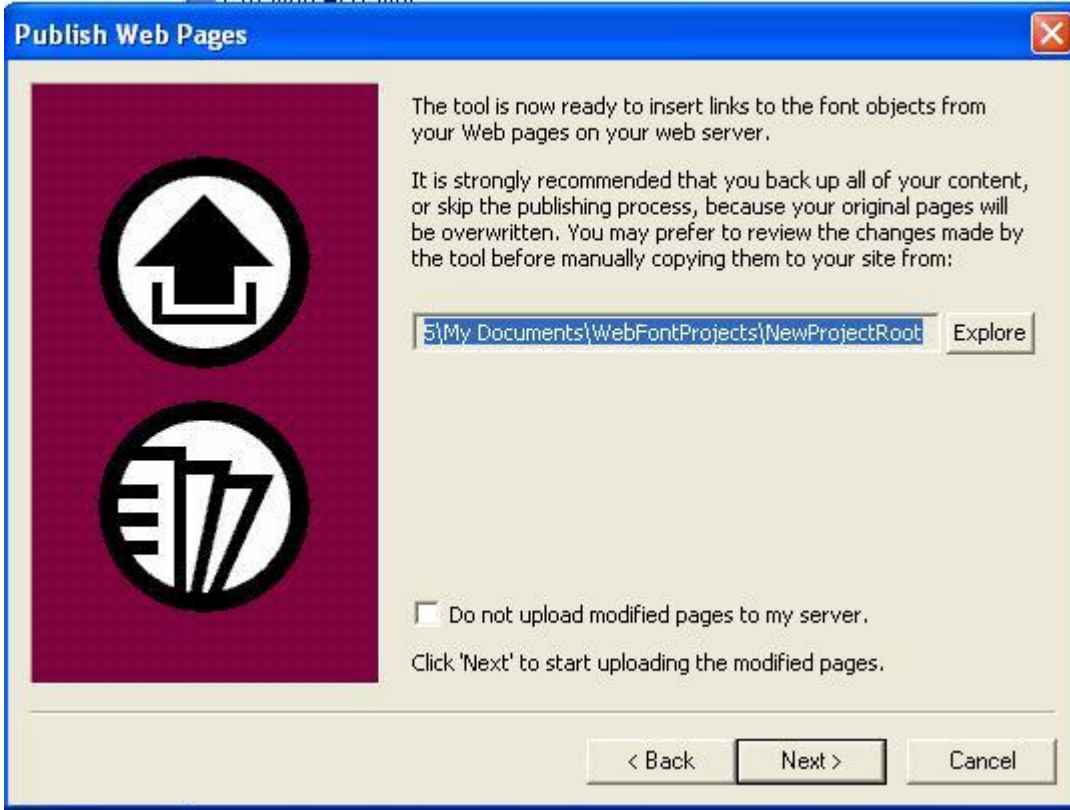 Publish Web Pages
The tool is now ready to insert links to the font objects from
your Web pages on your web server.
It is strongly recommended that you back up all of your content,
or skip the publishing process, because your original pages will
be overwritten. You may prefer to review the changes made by
the tool before manually copying them to your site from:
5\My Documents\WebFontProjects\NewProjectRoot
Explore
Do not upload modified pages to my server.
Click 'Next' to start uploading the modified pages.
< Back
Next >
Cancel